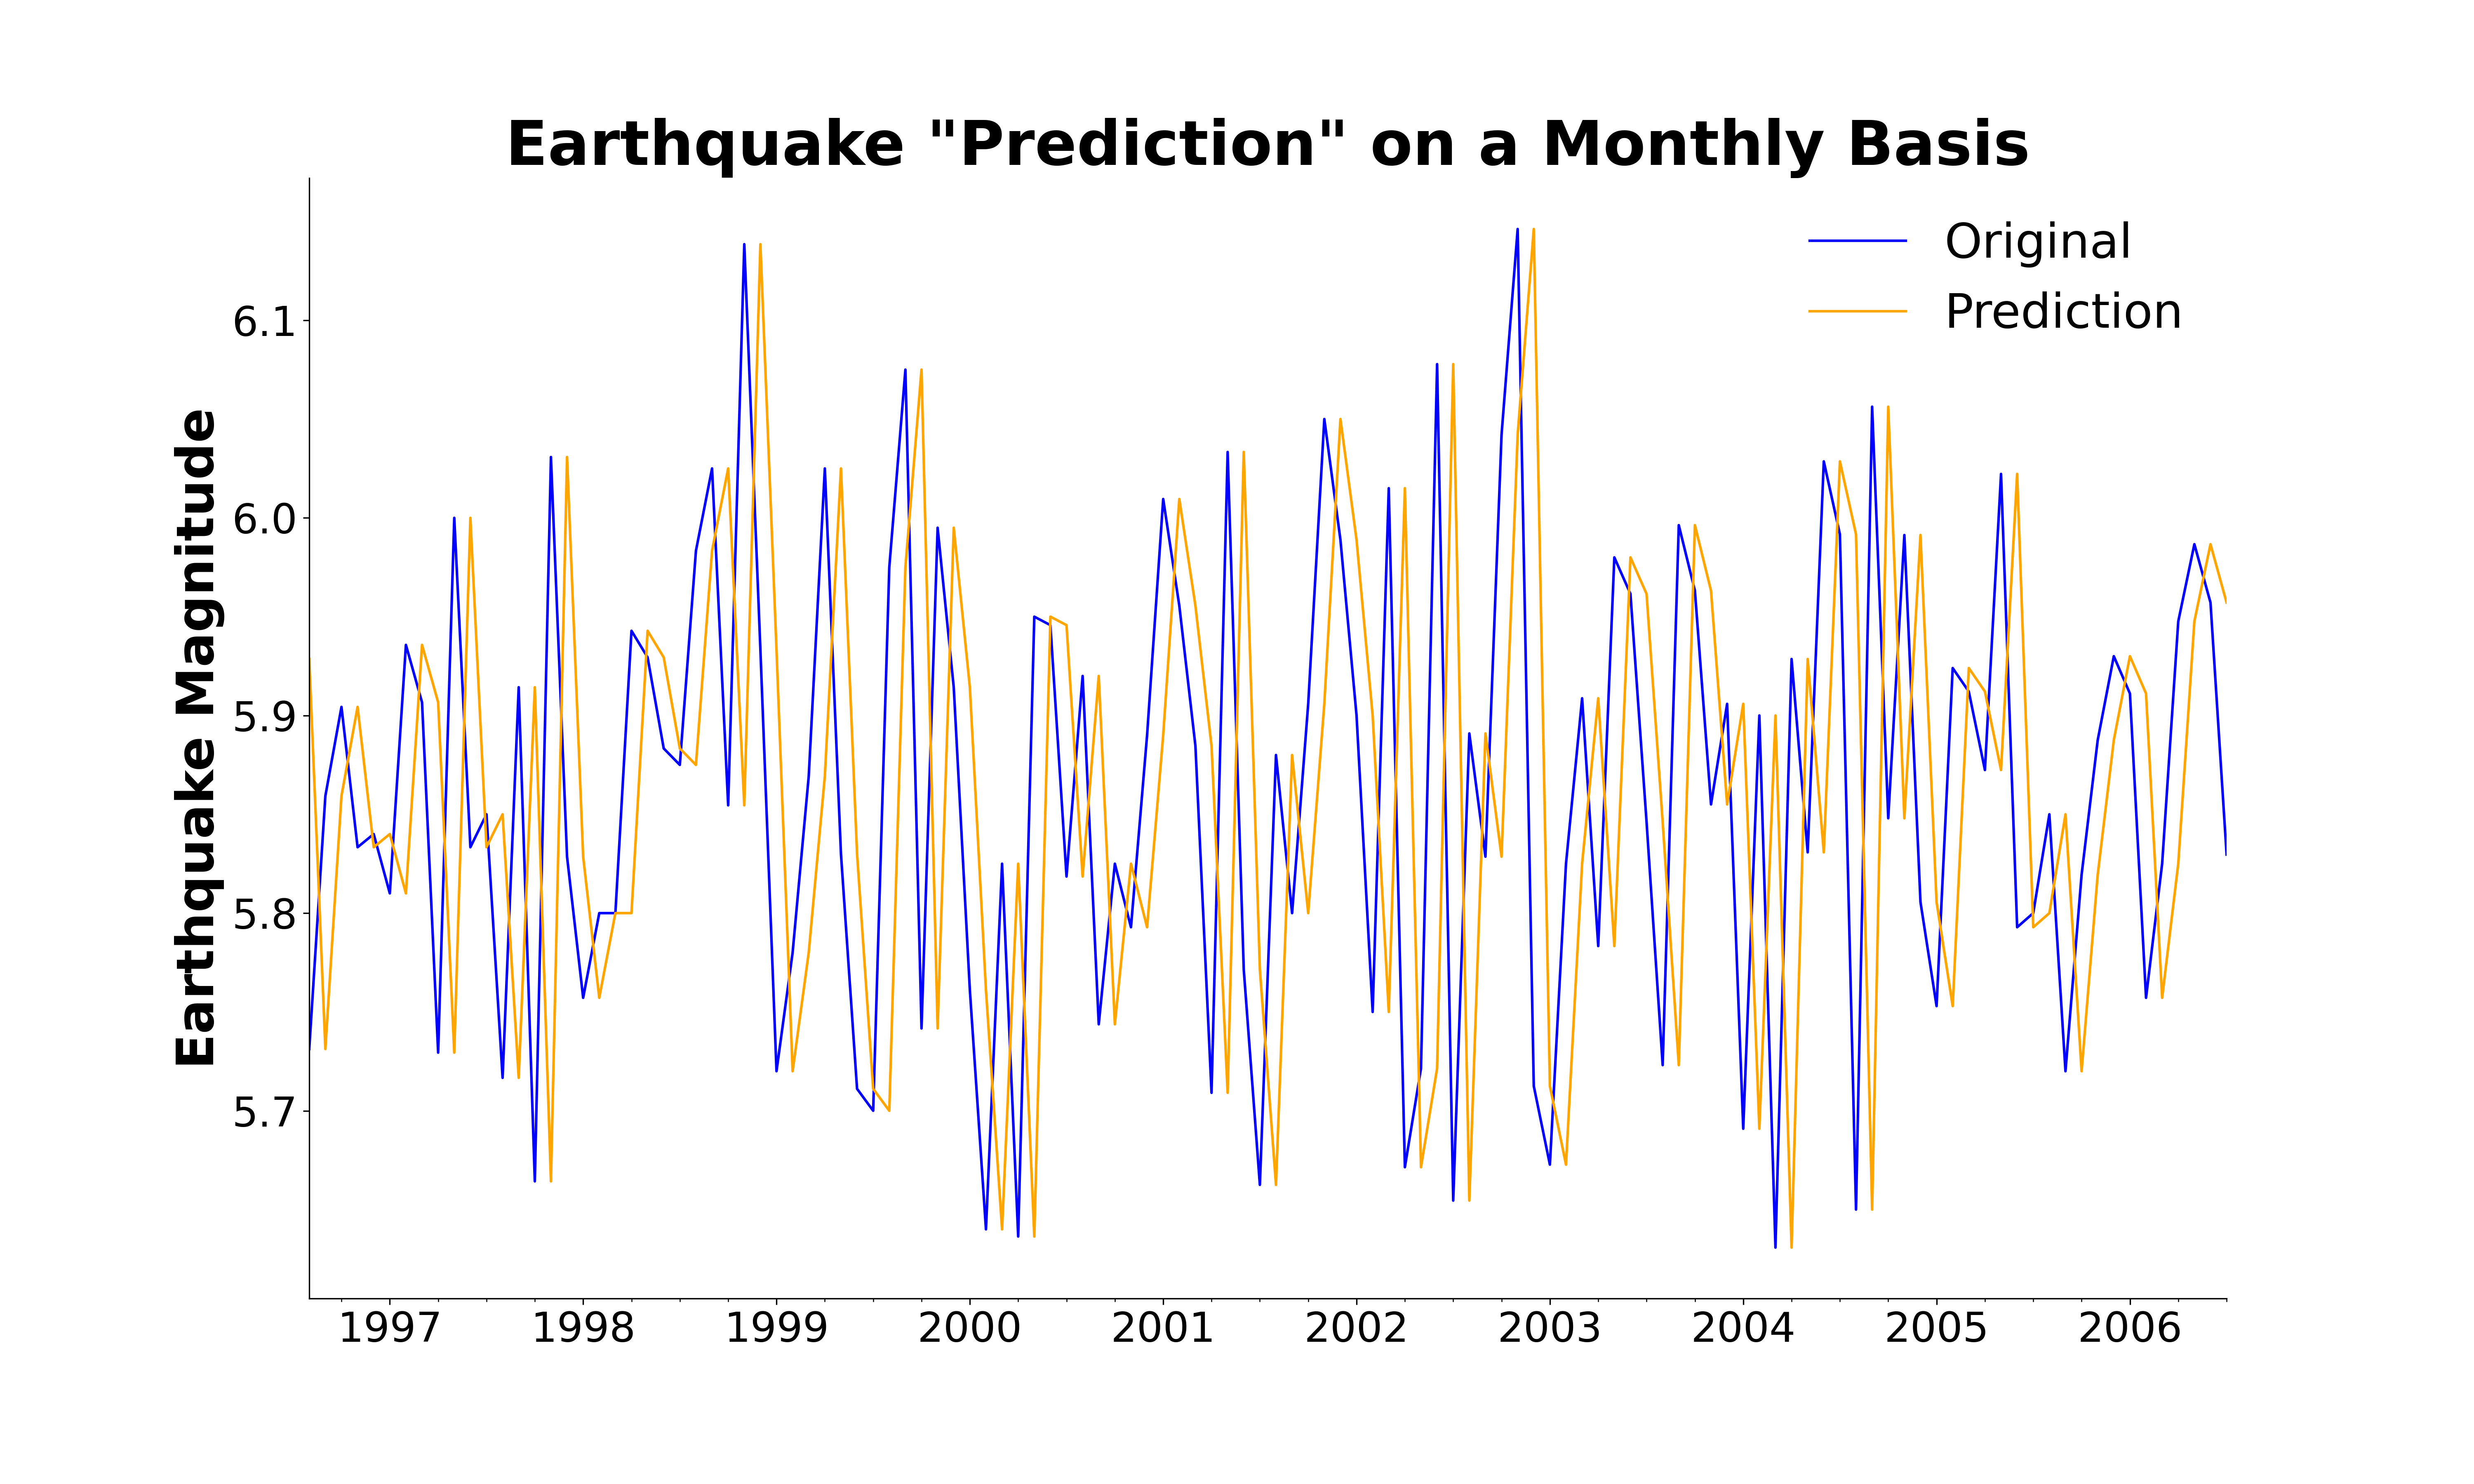 Earthquake "Prediction" on a Monthly Basis
Original
Prediction
Earthquake Magnitude
6.1
6.0
5.9
5.8
5.7
1997 1998 1999 2000 2001 2002 2003 2004 2005 2006